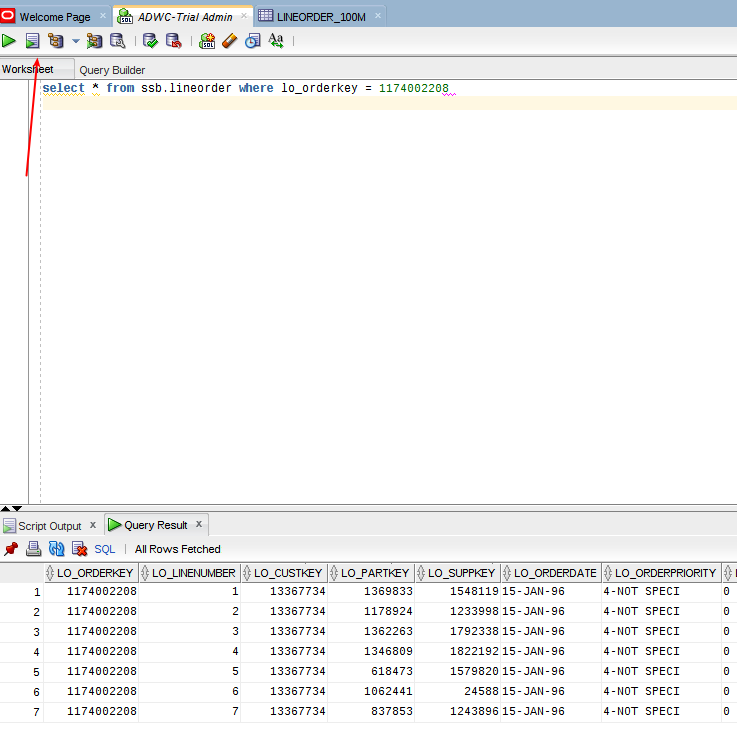 Welcome Page × ADWC-Trial Admin × LINEORDER_100M ×
Worksheet Query Builder
select * from ssb.lineorder where lo_orderkey = 1174002208
Script Output x Query Result x
SQL | All Rows Fetched
LO_ORDERKEY LO_LINENUMBER LO_CUSTKEY LO_PARTKEY LO_SUPPKEY LO_ORDERDATE LO_ORDERPRIORITY
1 1174002208 1 13367734 1369833 1548119 15-JAN-96 4-NOT SPECI 0
2 1174002208 2 13367734 1178924 1233998 15-JAN-96 4-NOT SPECI 0
3 1174002208 3 13367734 1362263 1792338 15-JAN-96 4-NOT SPECI 0
4 1174002208 4 13367734 1346809 1822192 15-JAN-96 4-NOT SPECI 0
5 1174002208 5 13367734 618473 1579820 15-JAN-96 4-NOT SPECI 0
6 1174002208 6 13367734 1062441 24588 15-JAN-96 4-NOT SPECI 0
7 1174002208 7 13367734 837853 1243896 15-JAN-96 4-NOT SPECI 0